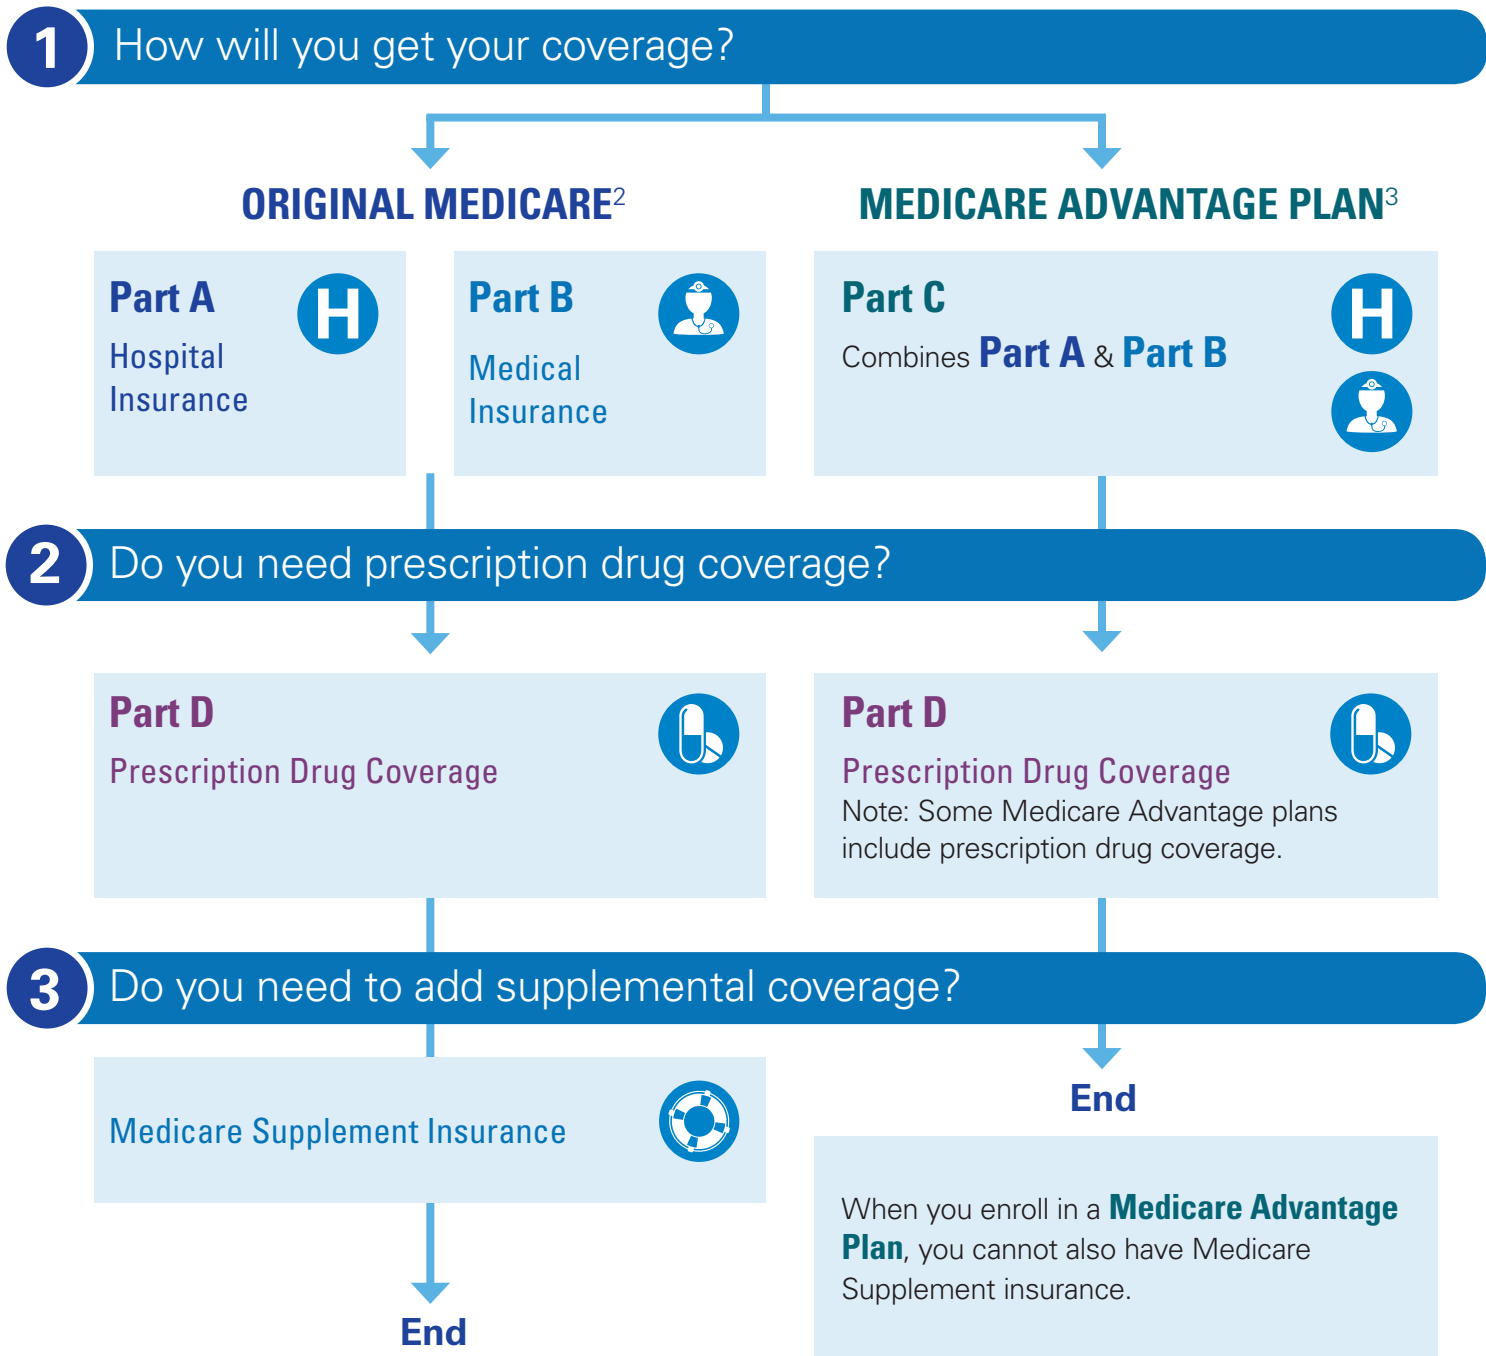 1 How will you get your coverage?
ORIGINAL MEDICARE2
MEDICARE ADVANTAGE PLAN3
Part A
Hospital
Insurance
H
Part B
Medical
Insurance
Part C
Combines Part A & Part B
H
2 Do you need prescription drug coverage?
Part D
Prescription Drug Coverage
Part D
Prescription Drug Coverage
Note: Some Medicare Advantage plans
include prescription drug coverage.
3 Do you need to add supplemental coverage?
Medicare Supplement Insurance
End
End
When you enroll in a Medicare Advantage
Plan, you cannot also have Medicare
Supplement insurance.